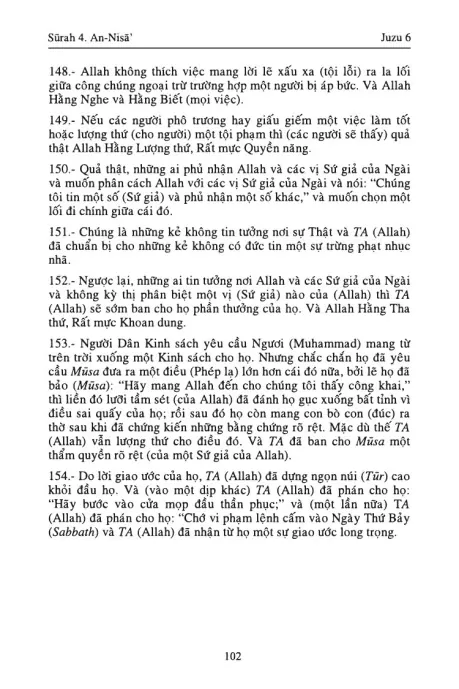 Sūrah 4. An-Nisā' Juzu 6
148.- Allah không thích việc mang lời lẽ xấu xa (tội lỗi) ra la lối
giữa công chúng ngoại trừ trường hợp một người bị áp bức. Và Allah
Hằng Nghe và Hằng Biết (mọi việc).
149.- Nếu các người phô trương hay giấu giếm một việc làm tốt
hoặc lượng thứ (cho người) một tội phạm thì (các người sẽ thấy) quả
thật Allah Hằng Lượng thứ, Rất mực Quyền năng.
150.- Quả thật, những ai phủ nhận Allah và các vị Sứ giả của Ngài
và muốn phân cách Allah với các vị Sứ giả của Ngài và nói: “Chúng
tôi tin một số (Sứ giả) và phủ nhận một số khác,” và muốn chọn một
lối đi chính giữa cái đó.
151.- Chúng là những kẻ không tin tưởng nơi sự Thật và TA (Allah)
đã chuẩn bị cho những kẻ không có đức tin một sự trừng phạt nhục
nhã.
152.- Ngược lại, những ai tin tưởng nơi Allah và các Sứ giả của Ngài
và không kỳ thị phân biệt một vị (Sứ giả) nào của (Allah) thì TA
(Allah) sẽ sớm ban cho họ phần thưởng của họ. Và Allah Hằng Tha
thứ, Rất mực Khoan dung.
153.- Người Dân Kinh sách yêu cầu Ngươi (Muhammad) mang từ
trên trời xuống một Kinh sách cho họ. Nhưng chắc chắn họ đã yêu
cầu Mūsa đưa ra một điều (Phép lạ) lớn hơn cái đó nữa, bởi lẽ họ đã
bảo (Mūsa): “Hãy mang Allah đến cho chúng tôi thấy công khai,”
thì liền đó lưỡi tầm sét (của Allah) đã đánh họ gục xuống bất tỉnh vì
điều sai quấy của họ; rồi sau đó họ còn mang con bò con (đúc) ra
thờ sau khi đã chứng kiến những bằng chứng rõ rệt. Mặc dù thế TA
(Allah) vẫn lượng thứ cho điều đó. Và TA đã ban cho Mūsa một
thẩm quyền rõ rệt (của một Sứ giả của Allah).
154.- Do lời giao ước của họ, TA (Allah) đã dựng ngọn núi (Tūr) cao
khỏi đầu họ. Và (vào một dịp khác) TA (Allah) đã phán cho họ:
“Hãy bước vào cửa mọp đầu thần phục;” và (một lần nữa) TA
(Allah) đã phán cho họ: “Chớ vi phạm lệnh cấm vào Ngày Thứ Bảy
(Sabbath) và TA (Allah) đã nhận từ họ một sự giao ước long trọng.
102